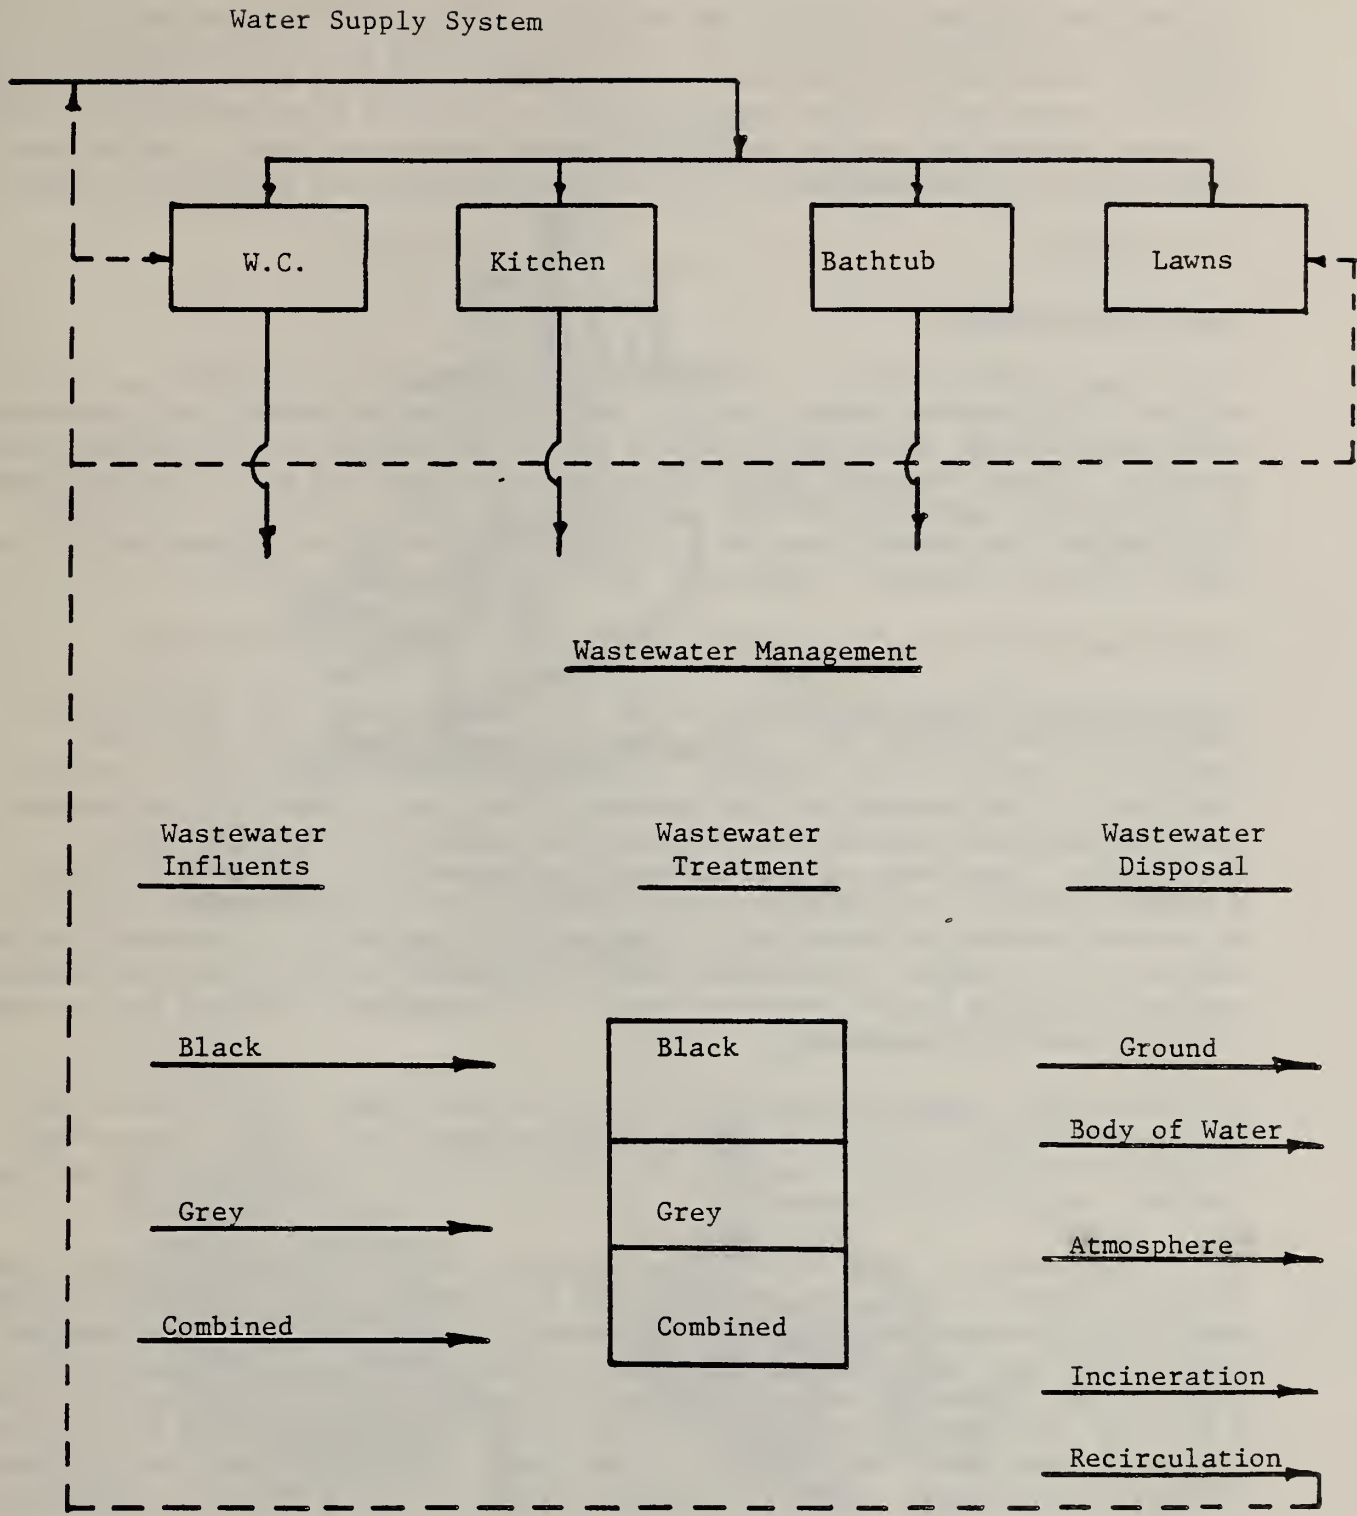 Water Supply System
W.C.
Kitchen
Bathtub
Lawns
Wastewater Management
Wastewater
Influents
Wastewater
Treatment
Wastewater
Disposal
Black
Grey
Combined
Black
Grey
Combined
Ground
Body of Water
Atmosphere
Incineration
Recirculation